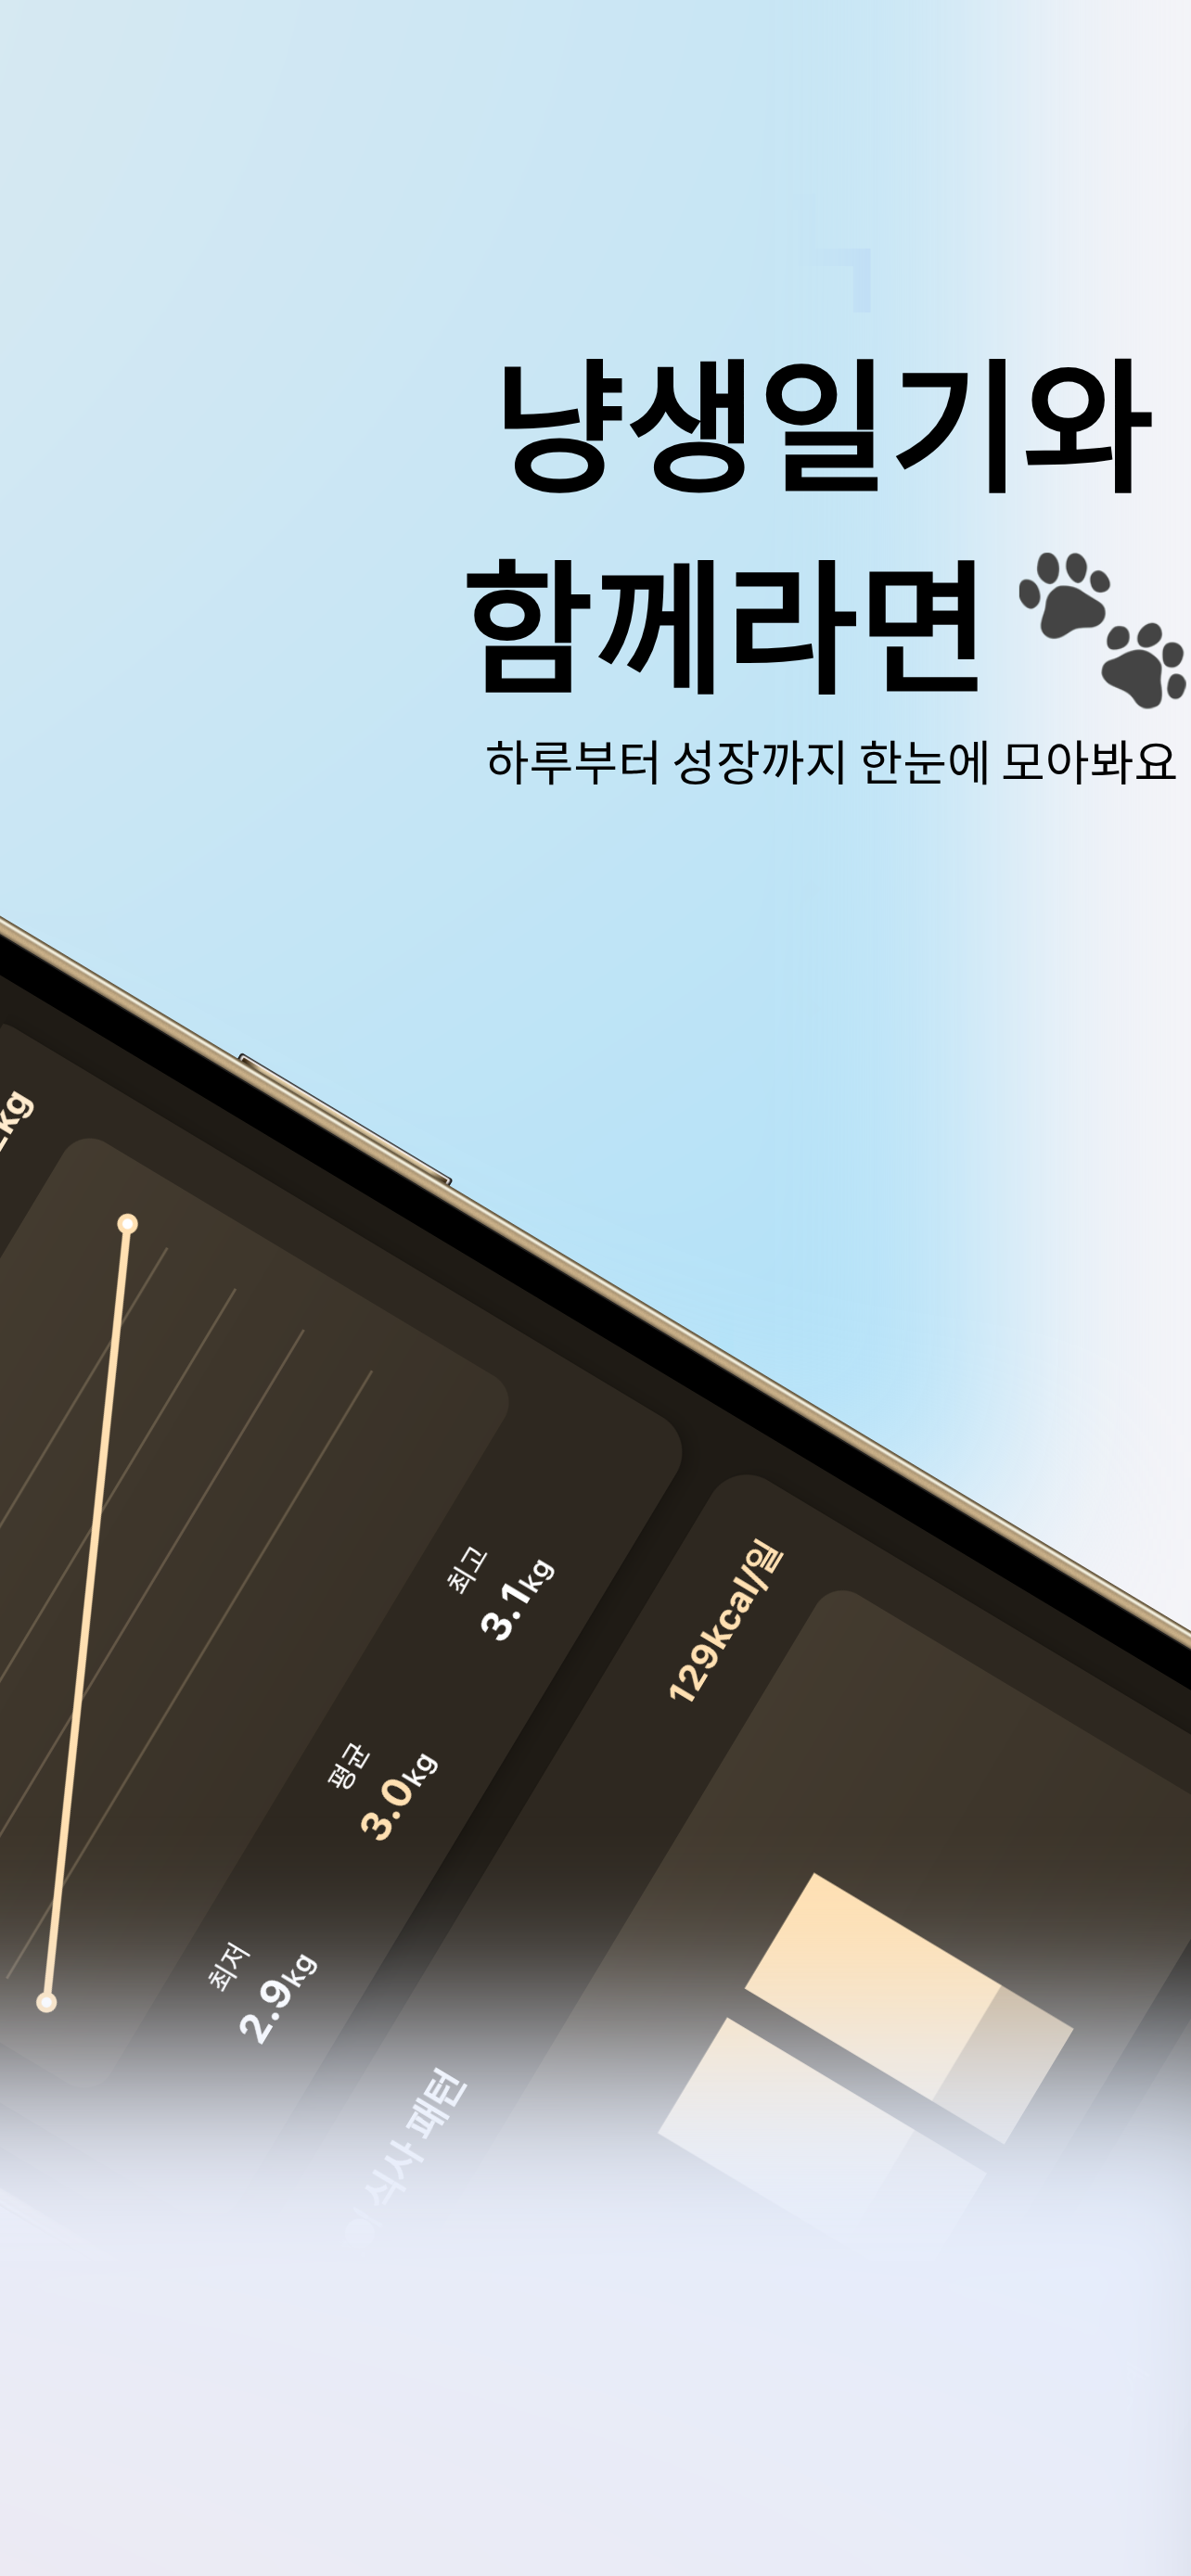 냥생일기와
함께라면 🐾
하루부터 성장까지 한눈에 모아봐요
kg
최고
3.1kg
평균
3.0kg
최저
2.9kg
129kcal/일
식사 패턴